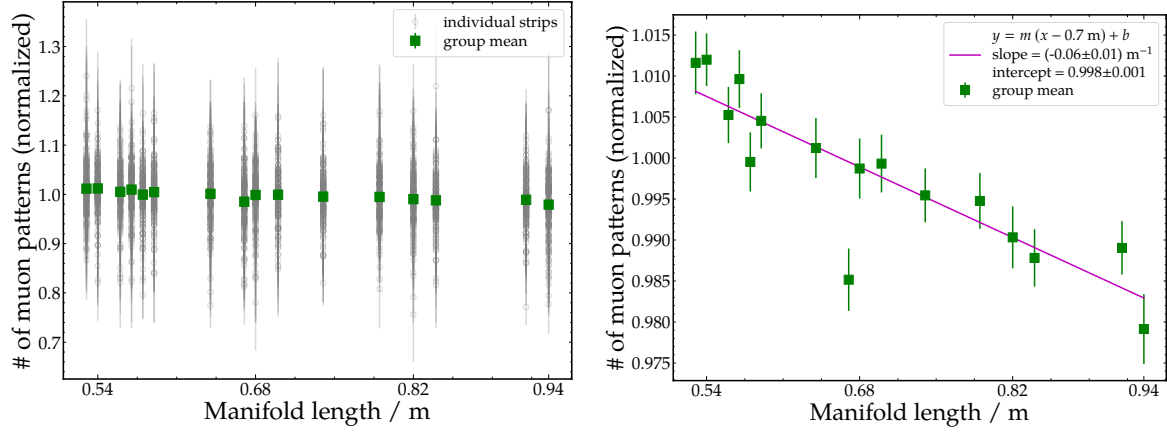 # of muon patterns (normalized)
1.3
1.2
1.1
1.0
0.9
0.8
0.7
individual strips
group mean
0.54
0.68
0.82
0.94
Manifold length / m
# of muon patterns (normalized)
1.015
1.010
1.005
1.000
0.995
0.990
0.985
0.980
0.975
y = m (x − 0.7 m) + b
slope = (-0.06±0.01) m⁻¹
intercept = 0.998±0.001
group mean
0.54
0.68
0.82
0.94
Manifold length / m